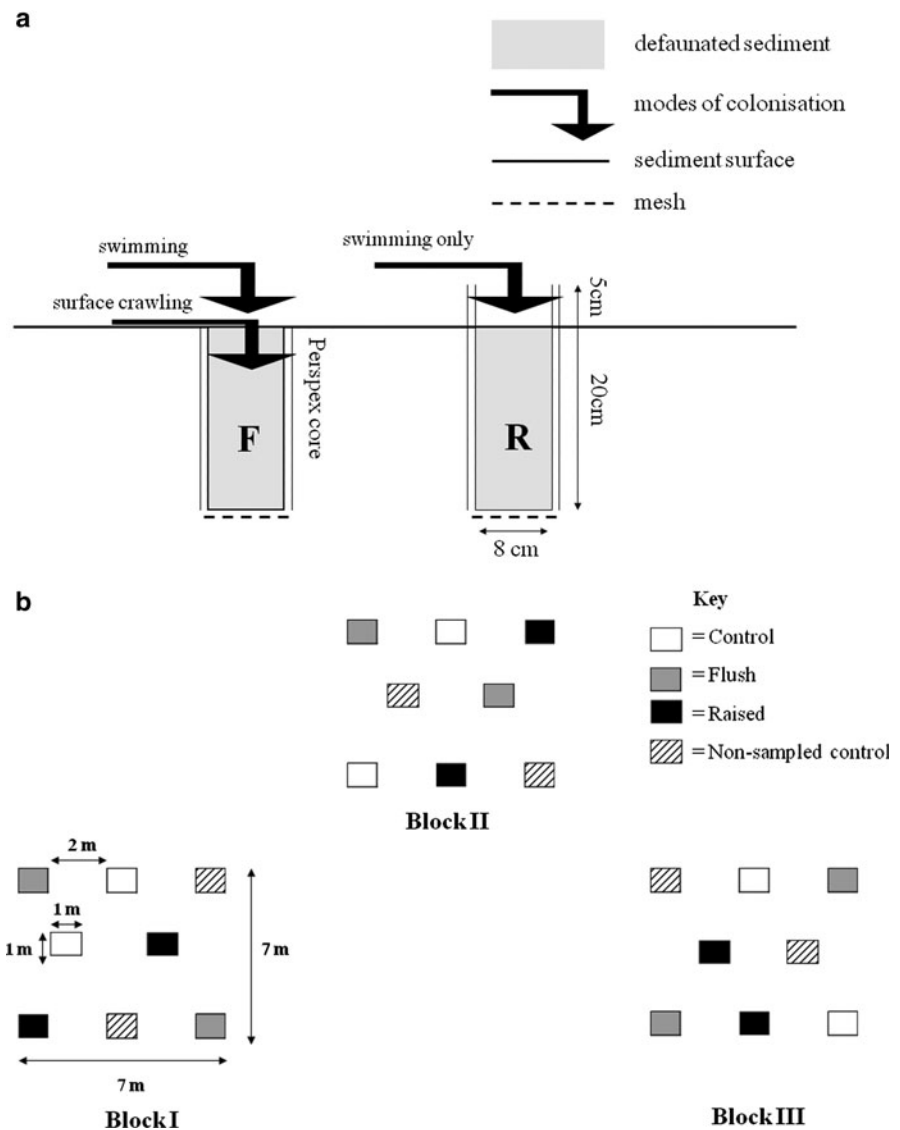 a
defaunated sediment
modes of colonisation
sediment surface
mesh
swimming
swimming only
surface crawling
5cm
Perspex core
20cm
F
R
8 cm
b
Key
= Control
= Flush
= Raised
= Non-sampled control
Block II
2 m
1 m
1 m
7 m
7 m
Block I
Block III